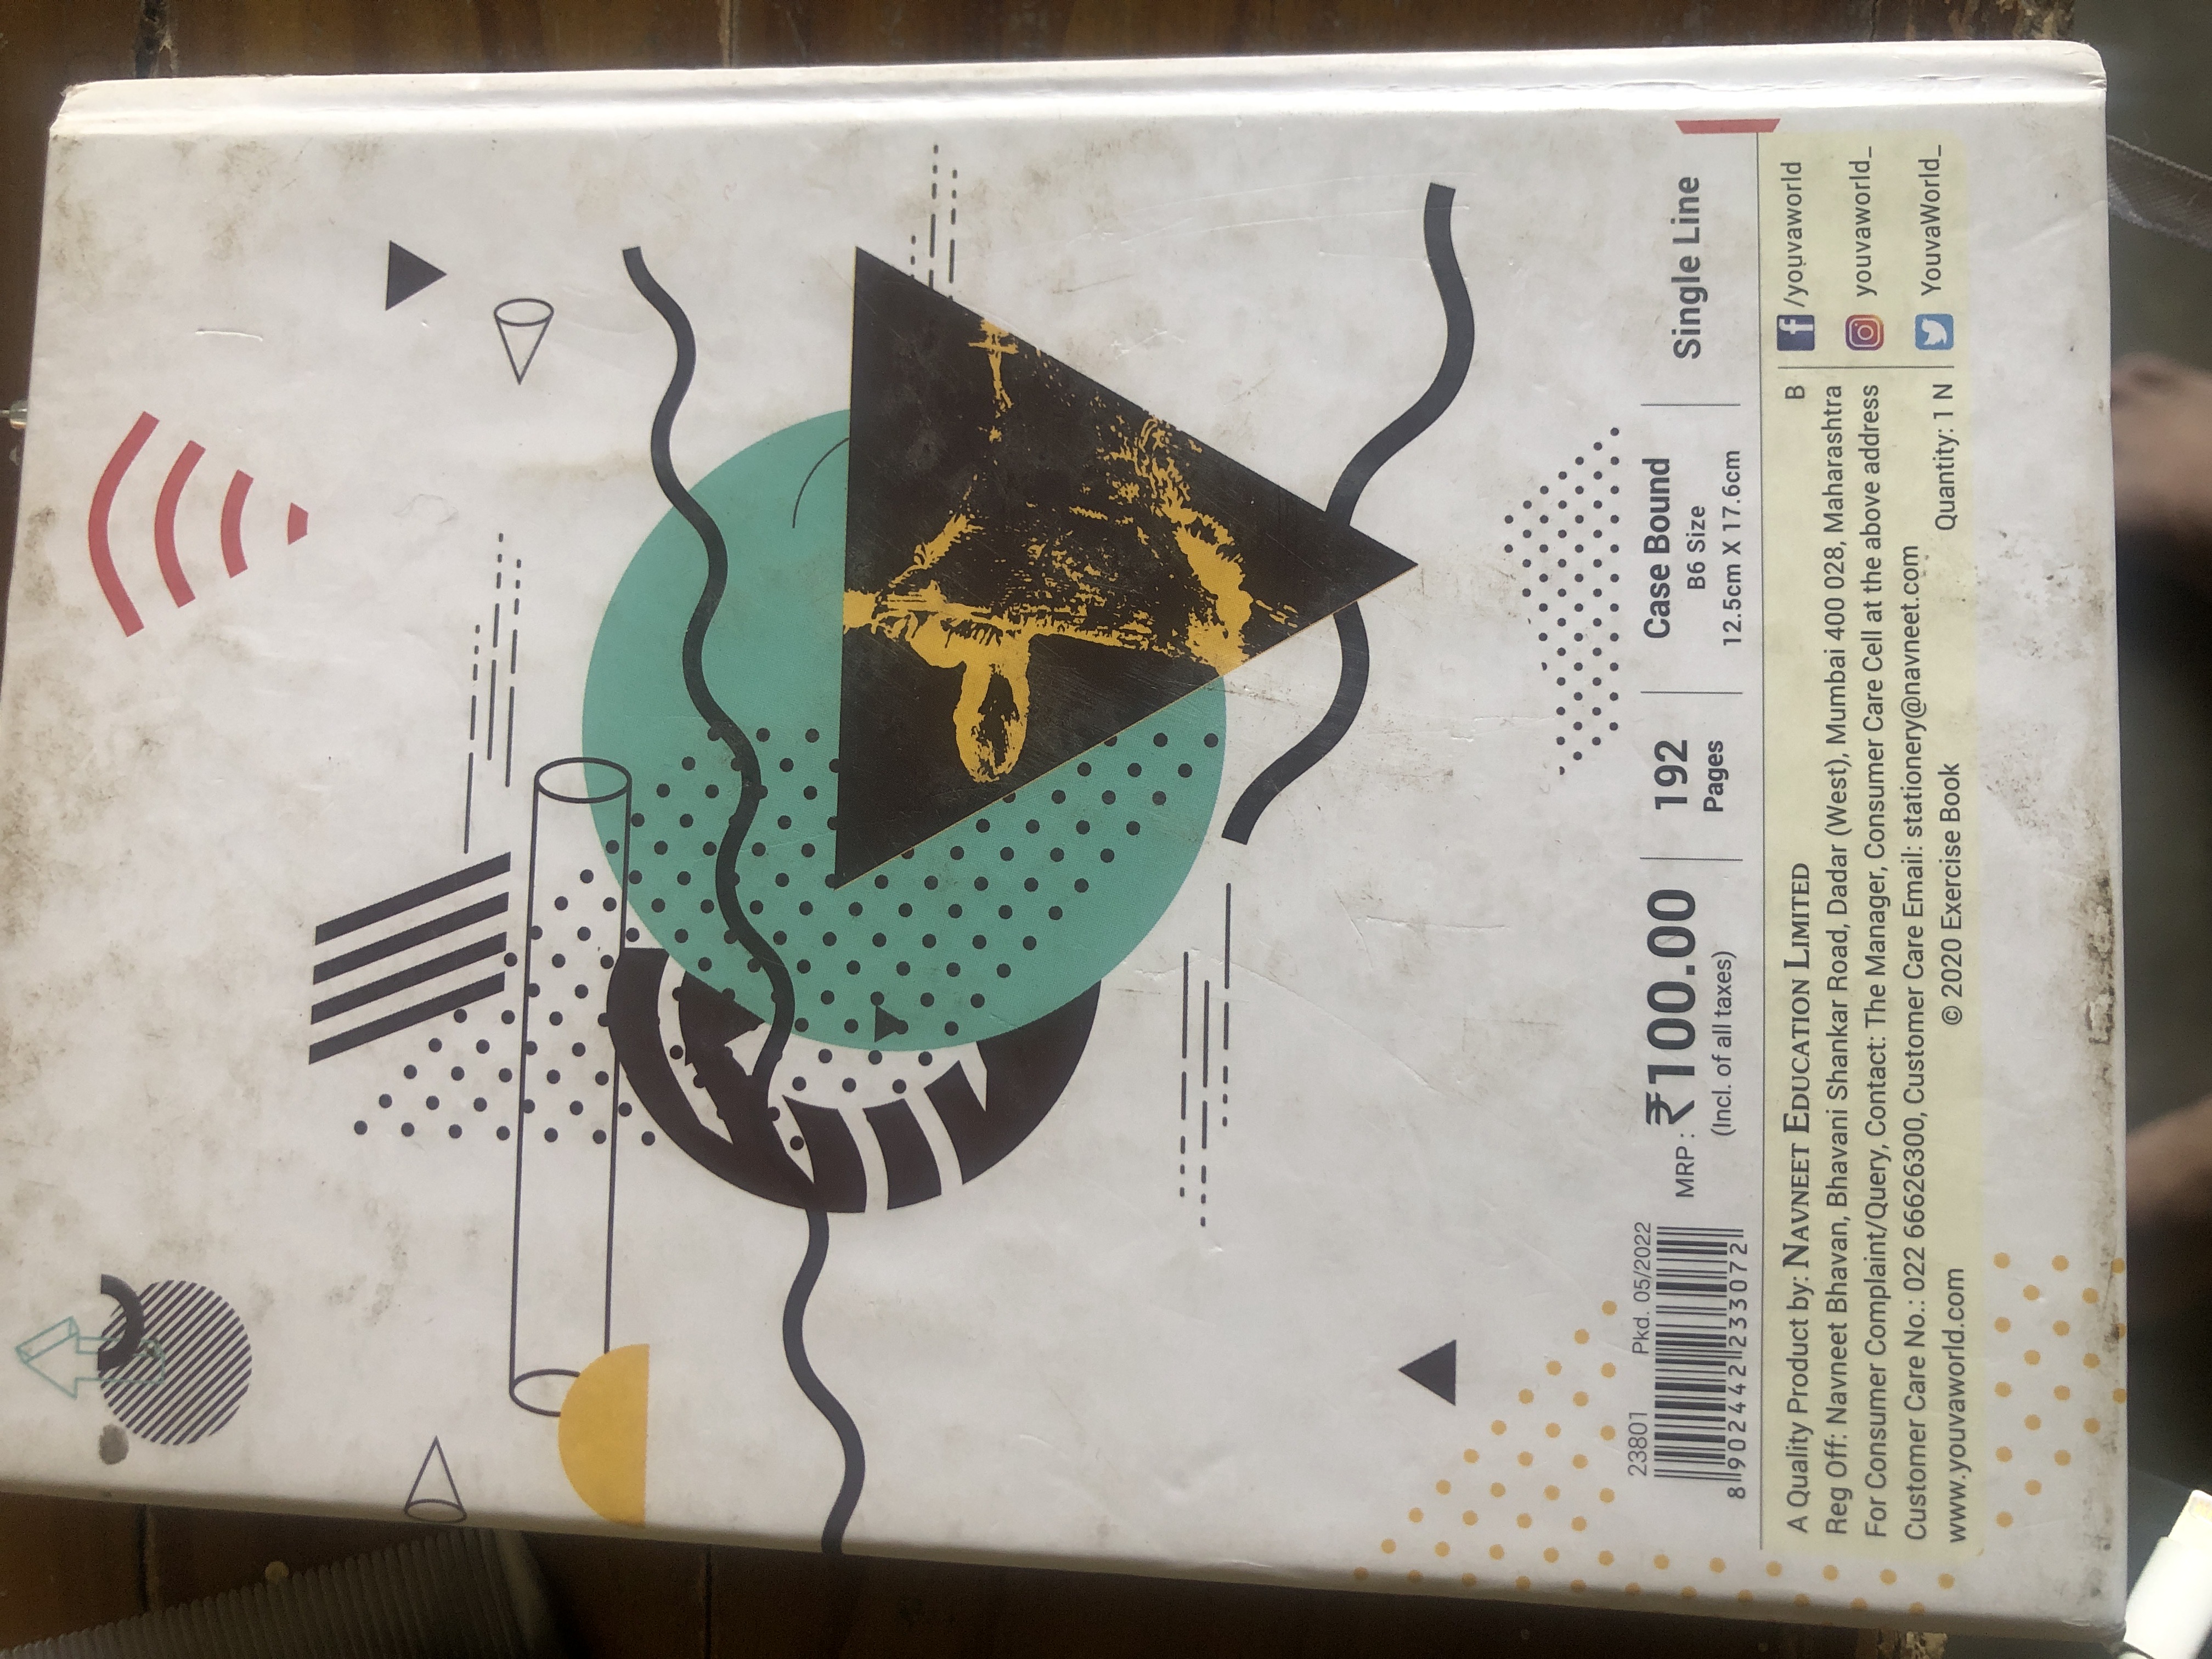 23801 Pkd. 05/2022
8 902442 233072
MRP : ₹100.00
(Incl. of all taxes)
192
Pages
Case Bound
B6 Size
12.5cm X 17.6cm
Single Line
A Quality Product by: NAVNEET EDUCATION LIMITED B
Reg Off: Navneet Bhavan, Bhavani Shankar Road, Dadar (West), Mumbai 400 028, Maharashtra
For Consumer Complaint/Query, Contact: The Manager, Consumer Care Cell at the above address
Customer Care No.: 022 66626300, Customer Care Email: stationery@navneet.com
www.youvaworld.com © 2020 Exercise Book Quantity: 1 N
/youvaworld
youvaworld_
YouvaWorld_